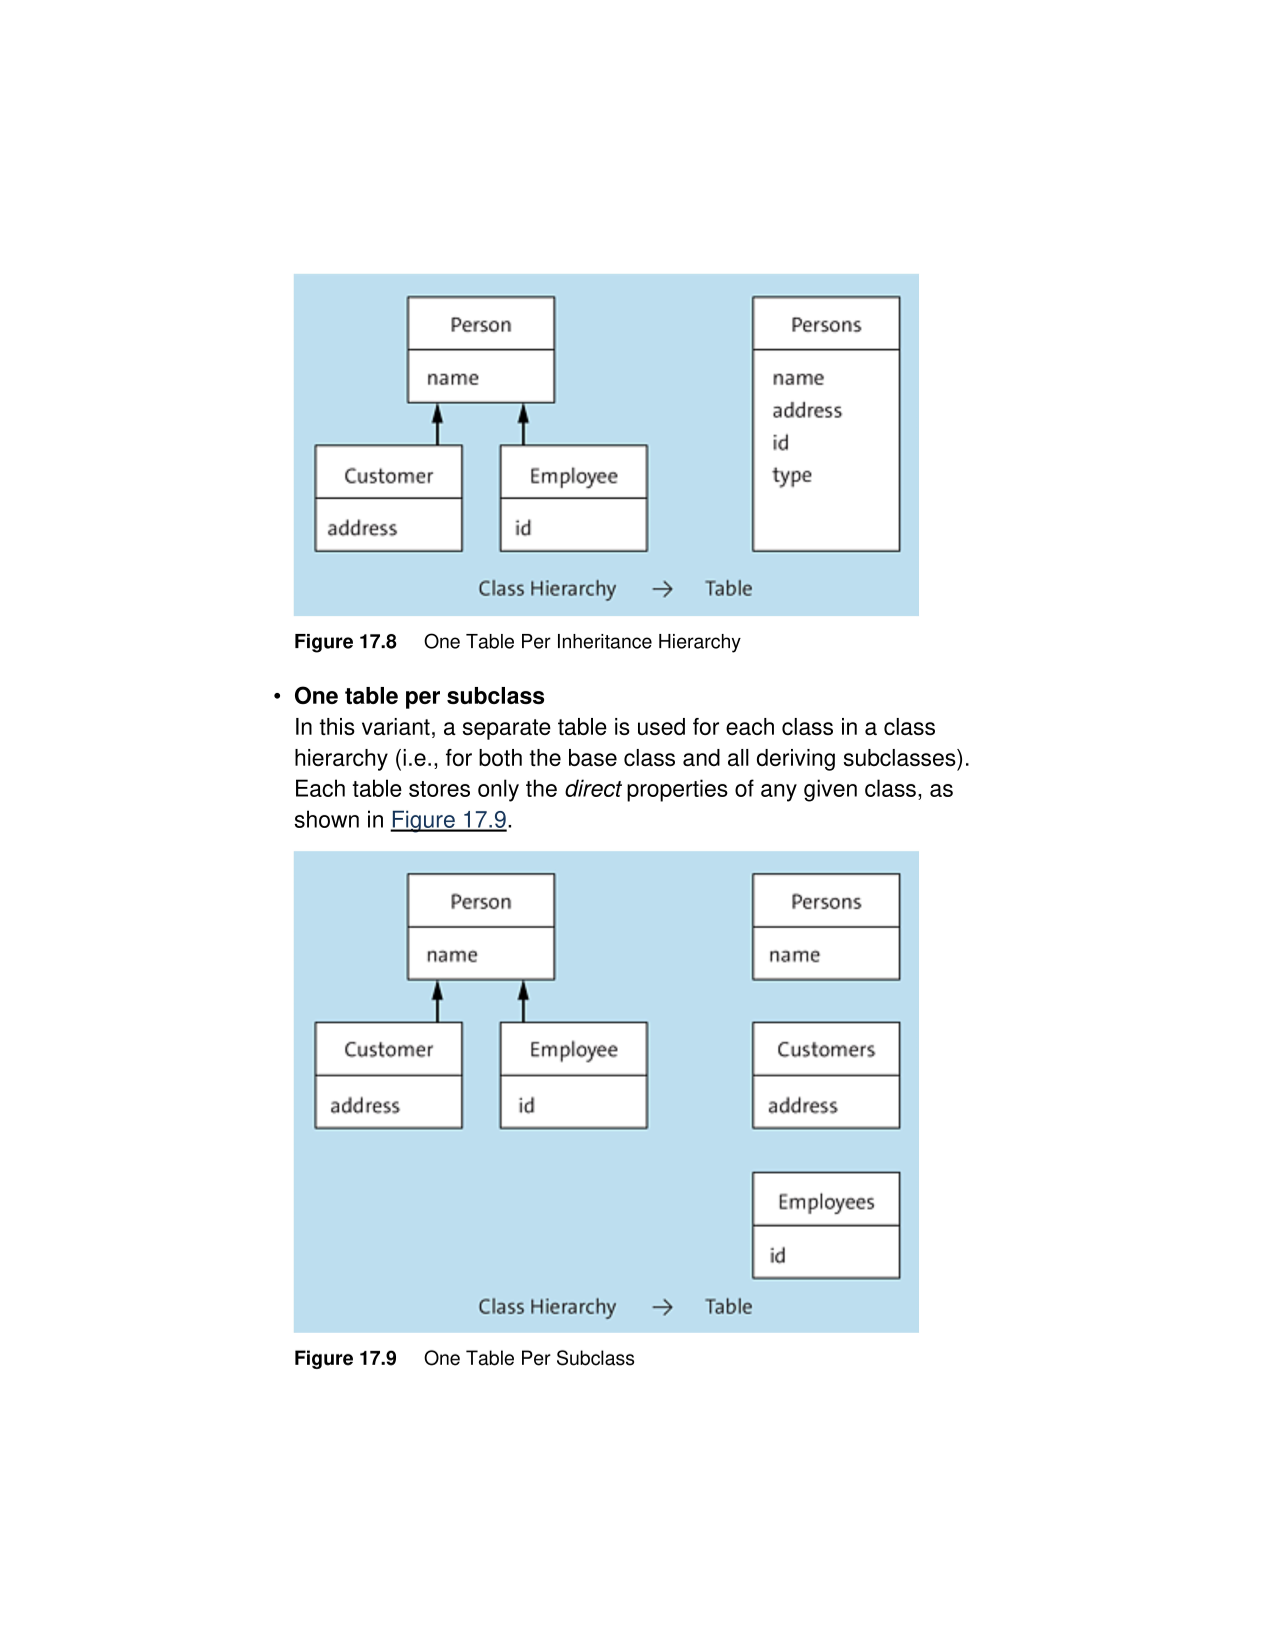 Person
name
Customer
address
Employee
id
Persons
name
address
id
type
Class Hierarchy → Table
Figure 17.8 One Table Per Inheritance Hierarchy
• One table per subclass
In this variant, a separate table is used for each class in a class
hierarchy (i.e., for both the base class and all deriving subclasses).
Each table stores only the direct properties of any given class, as
shown in Figure 17.9.
Person
name
Customer
address
Employee
id
Persons
name
Customers
address
Employees
id
Class Hierarchy → Table
Figure 17.9 One Table Per Subclass